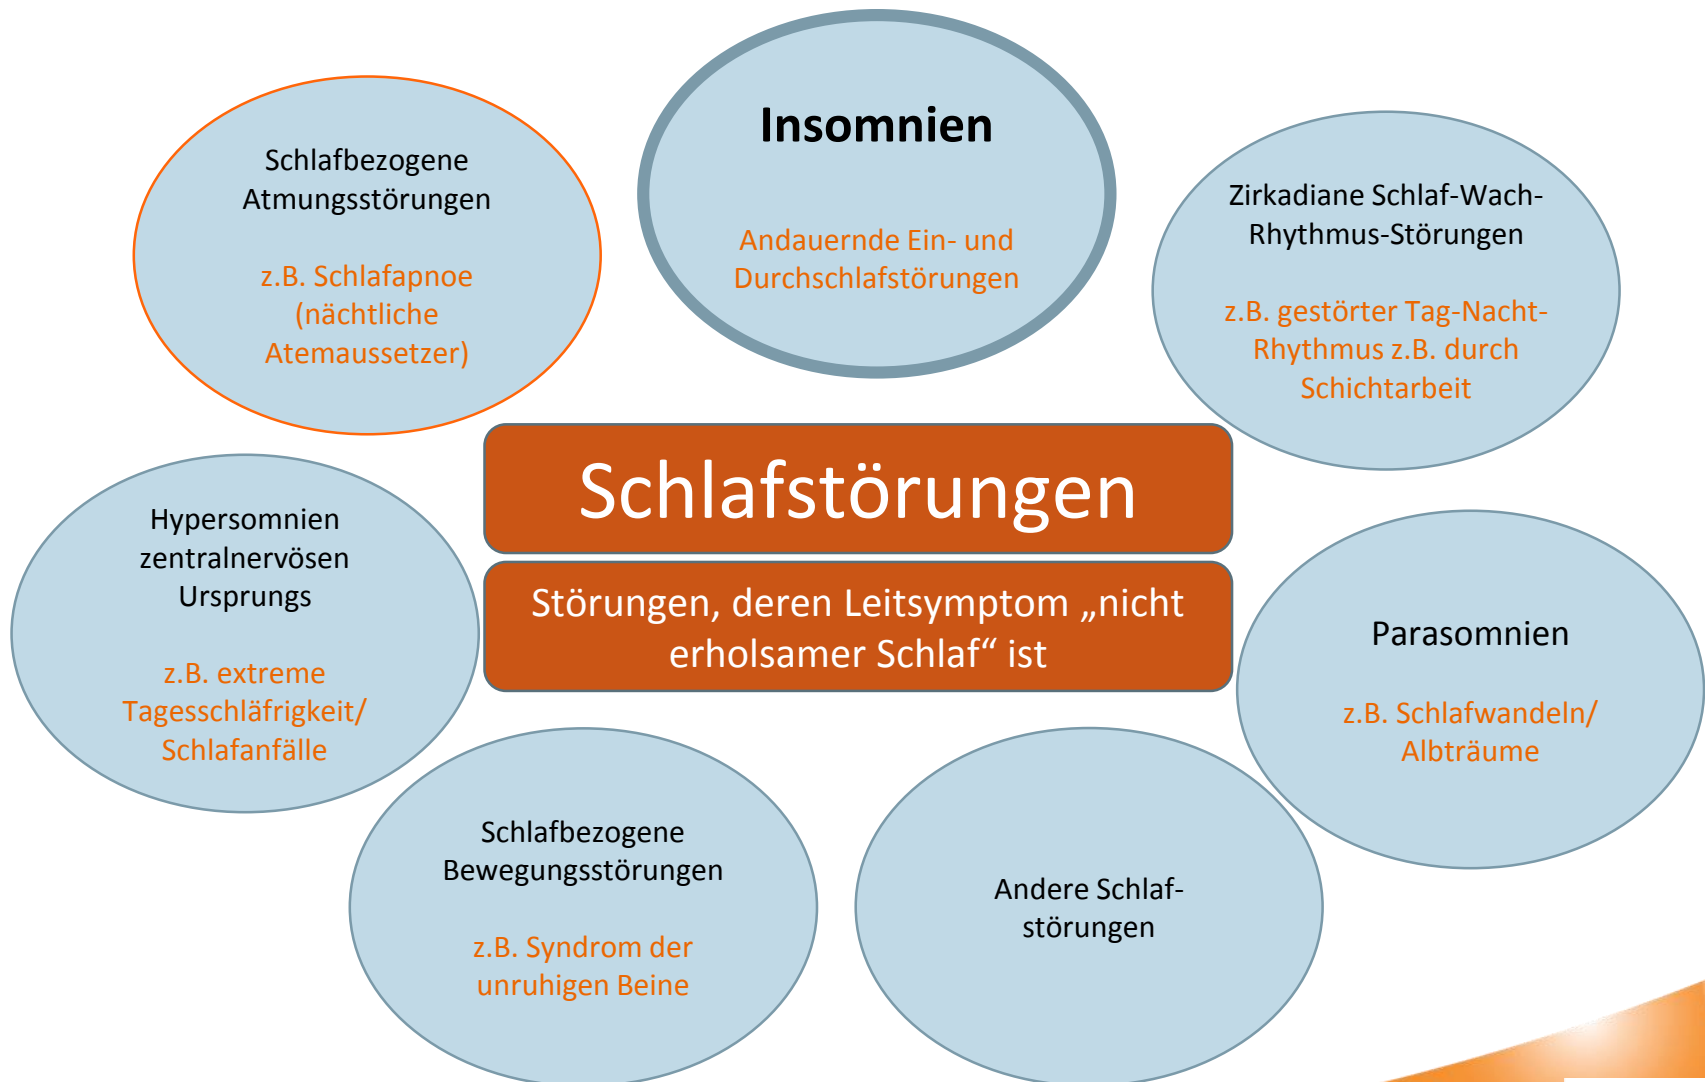 Insomnien
Andauernde Ein- und
Durchschlafstörungen
Schlafbezogene
Atmungsstörungen
z.B. Schlafapnoe
(nächtliche
Atemaussetzer)
Zirkadiane Schlaf-Wach-
Rhythmus-Störungen
z.B. gestörter Tag-Nacht-
Rhythmus z.B. durch
Schichtarbeit
Schlafstörungen
Störungen, deren Leitsymptom „nicht
erholsamer Schlaf“ ist
Hypersomnien
zentralnervösen
Ursprungs
z.B. extreme
Tagesschläfrigkeit/
Schlafanfälle
Parasomnien
z.B. Schlafwandeln/
Albträume
Schlafbezogene
Bewegungsstörungen
z.B. Syndrom der
unruhigen Beine
Andere Schlaf-
störungen